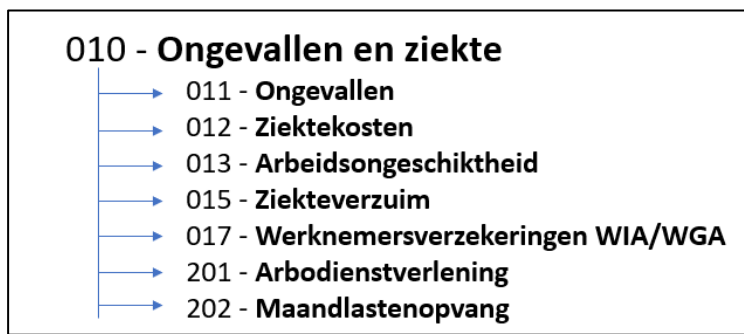 010 - Ongevallen en ziekte
011 - Ongevallen
012 - Ziektekosten
013 - Arbeidsongeschiktheid
015 - Ziekteverzuim
017 - Werknemersverzekeringen WIA/WGA
201 - Arbodienstverlening
202 - Maandlastenopvang